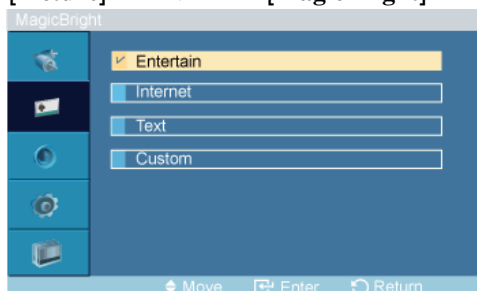 MagicBright
Entertain
Internet
Text
Custom
Move Enter Return